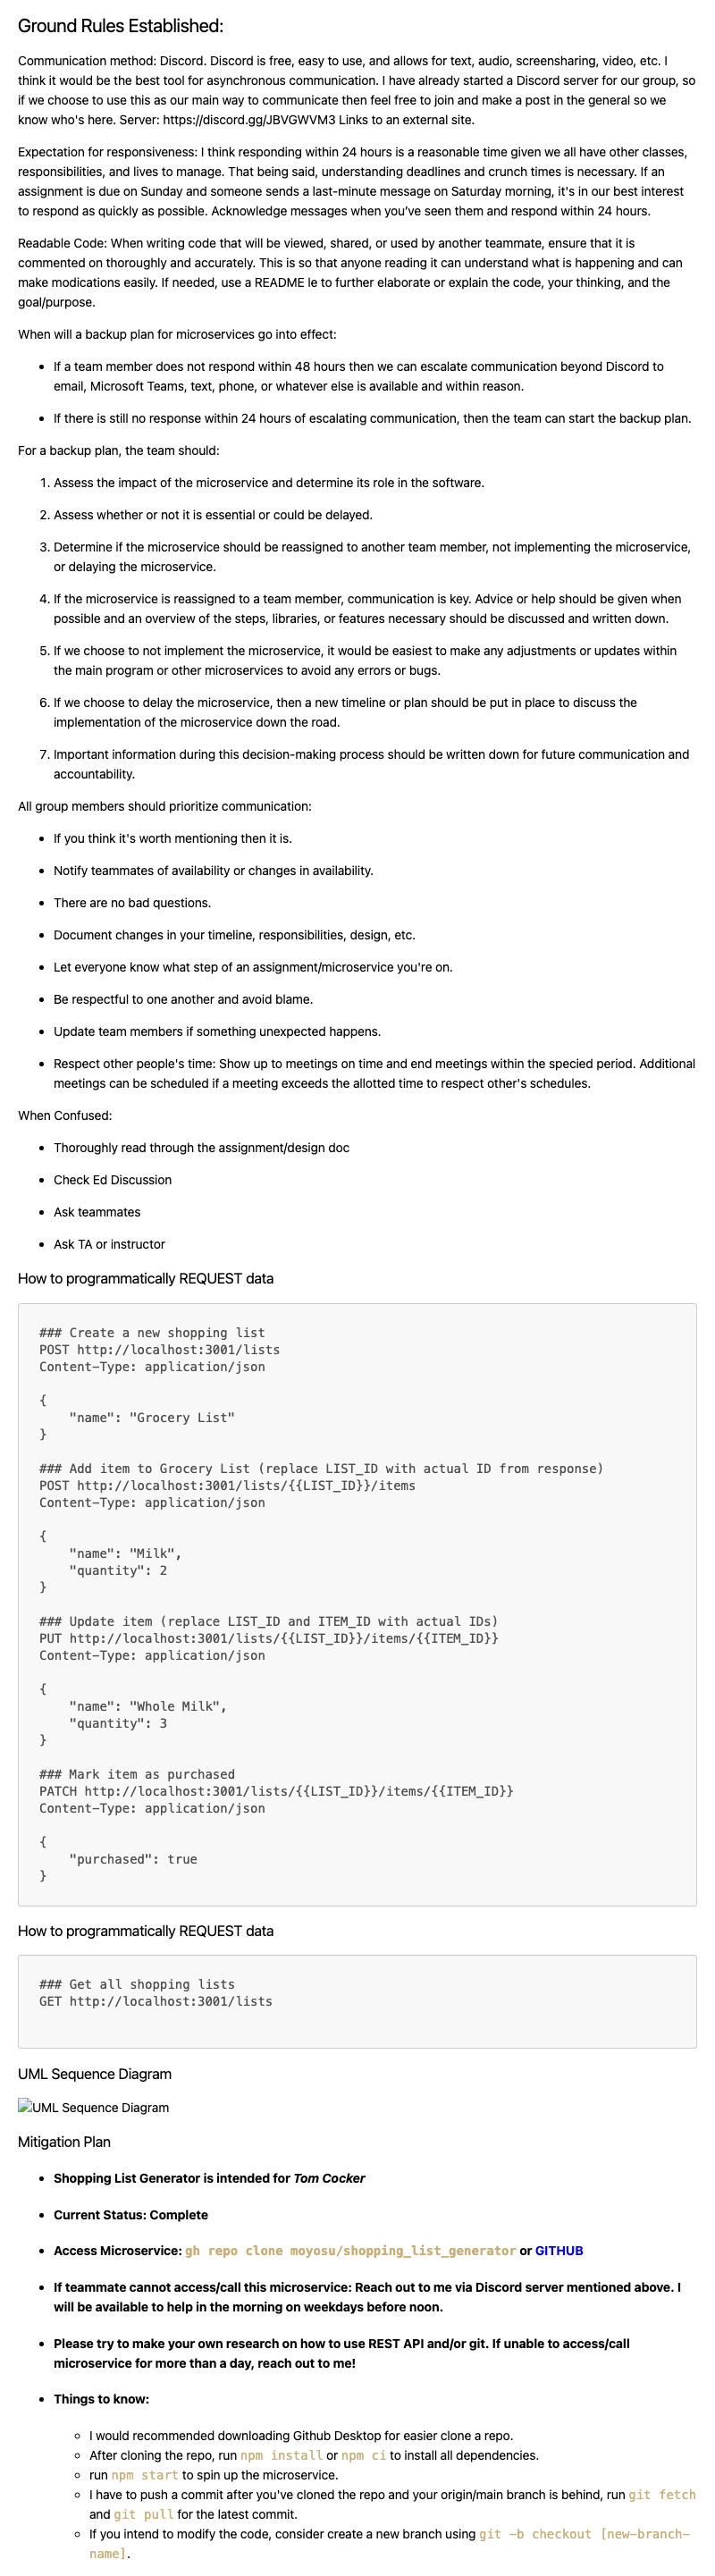 Ground Rules Established:
Communication method: Discord. Discord is free, easy to use, and allows for text, audio, screensharing, video, etc. I
think it would be the best tool for asynchronous communication. I have already started a Discord server for our group, so
if we choose to use this as our main way to communicate then feel free to join and make a post in the general so we
know who's here. Server: https://discord.gg/JBVGWVM3 Links to an external site.
Expectation for responsiveness: I think responding within 24 hours is a reasonable time given we all have other classes,
responsibilities, and lives to manage. That being said, understanding deadlines and crunch times is necessary. If an
assignment is due on Sunday and someone sends a last-minute message on Saturday morning, it's in our best interest
to respond as quickly as possible. Acknowledge messages when you've seen them and respond within 24 hours.
Readable Code: When writing code that will be viewed, shared, or used by another teammate, ensure that it is
commented on thoroughly and accurately. This is so that anyone reading it can understand what is happening and can
make modications easily. If needed, use a README le to further elaborate or explain the code, your thinking, and the
goal/purpose.
When will a backup plan for microservices go into effect:
• If a team member does not respond within 48 hours then we can escalate communication beyond Discord to
email, Microsoft Teams, text, phone, or whatever else is available and within reason.
• If there is still no response within 24 hours of escalating communication, then the team can start the backup plan.
For a backup plan, the team should:
1. Assess the impact of the microservice and determine its role in the software.
2. Assess whether or not it is essential or could be delayed.
3. Determine if the microservice should be reassigned to another team member, not implementing the microservice,
or delaying the microservice.
4. If the microservice is reassigned to a team member, communication is key. Advice or help should be given when
possible and an overview of the steps, libraries, or features necessary should be discussed and written down.
5. If we choose to not implement the microservice, it would be easiest to make any adjustments or updates within
the main program or other microservices to avoid any errors or bugs.
6. If we choose to delay the microservice, then a new timeline or plan should be put in place to discuss the
implementation of the microservice down the road.
7. Important information during this decision-making process should be written down for future communication and
accountability.
All group members should prioritize communication:
• If you think it's worth mentioning then it is.
• Notify teammates of availability or changes in availability.
• There are no bad questions.
• Document changes in your timeline, responsibilities, design, etc.
• Let everyone know what step of an assignment/microservice you're on.
• Be respectful to one another and avoid blame.
• Update team members if something unexpected happens.
• Respect other people's time: Show up to meetings on time and end meetings within the specied period. Additional
meetings can be scheduled if a meeting exceeds the allotted time to respect other's schedules.
When Confused:
• Thoroughly read through the assignment/design doc
• Check Ed Discussion
• Ask teammates
• Ask TA or instructor
How to programmatically REQUEST data
### Create a new shopping list
POST http://localhost:3001/lists
Content-Type: application/json
{
"name": "Grocery List"
}
### Add item to Grocery List (replace LIST_ID with actual ID from response)
POST http://localhost:3001/lists/{{LIST_ID}}/items
Content-Type: application/json
{
"name": "Milk",
"quantity": 2
}
### Update item (replace LIST_ID and ITEM_ID with actual IDs)
PUT http://localhost:3001/lists/{{LIST_ID}}/items/{{ITEM_ID}}
Content-Type: application/json
{
"name": "Whole Milk",
"quantity": 3
}
### Mark item as purchased
PATCH http://localhost:3001/lists/{{LIST_ID}}/items/{{ITEM_ID}}
Content-Type: application/json
{
"purchased": true
}
How to programmatically REQUEST data
### Get all shopping lists
GET http://localhost:3001/lists
UML Sequence Diagram
UML Sequence Diagram
Mitigation Plan
• Shopping List Generator is intended for Tom Cocker
• Current Status: Complete
• Access Microservice: gh repo clone moyosu/shopping_list_generator or GITHUB
• If teammate cannot access/call this microservice: Reach out to me via Discord server mentioned above. I
will be available to help in the morning on weekdays before noon.
• Please try to make your own research on how to use REST API and/or git. If unable to access/call
microservice for more than a day, reach out to me!
• Things to know:
◦ I would recommended downloading Github Desktop for easier clone a repo.
◦ After cloning the repo, run npm install or npm ci to install all dependencies.
◦ run npm start to spin up the microservice.
◦ I have to push a commit after you've cloned the repo and your origin/main branch is behind, run git fetch
and git pull for the latest commit.
◦ If you intend to modify the code, consider create a new branch using git -b checkout [new-branch-
name].